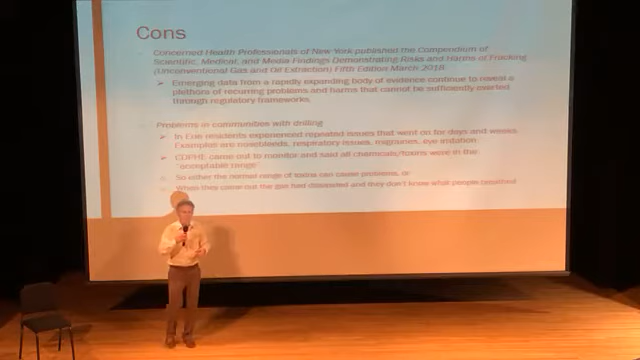 Cons
Concerned Health Professionals of New York published the Compendium of
Scientific, Medical, and Media Findings Demonstrating Risks and Harms of Fracking
(Unconventional Gas and Oil Extraction) Fifth Edition March 2018
Emerging data from a rapidly expanding body of evidence continue to reveal a
plethora of recurring problems and harms that cannot be sufficiently averted
through regulatory frameworks.
Problems in communities with drilling
In Erie residents experienced repeated issues that went on for days and weeks.
Examples are nosebleeds, respiratory issues, migraines, eye irritation.
CDPHE came out to monitor and said all chemicals/toxins were in the
"acceptable range"
So either the normal range of toxins can cause problems, or
When they came out the gas had dissipated and they don't know what people breathed